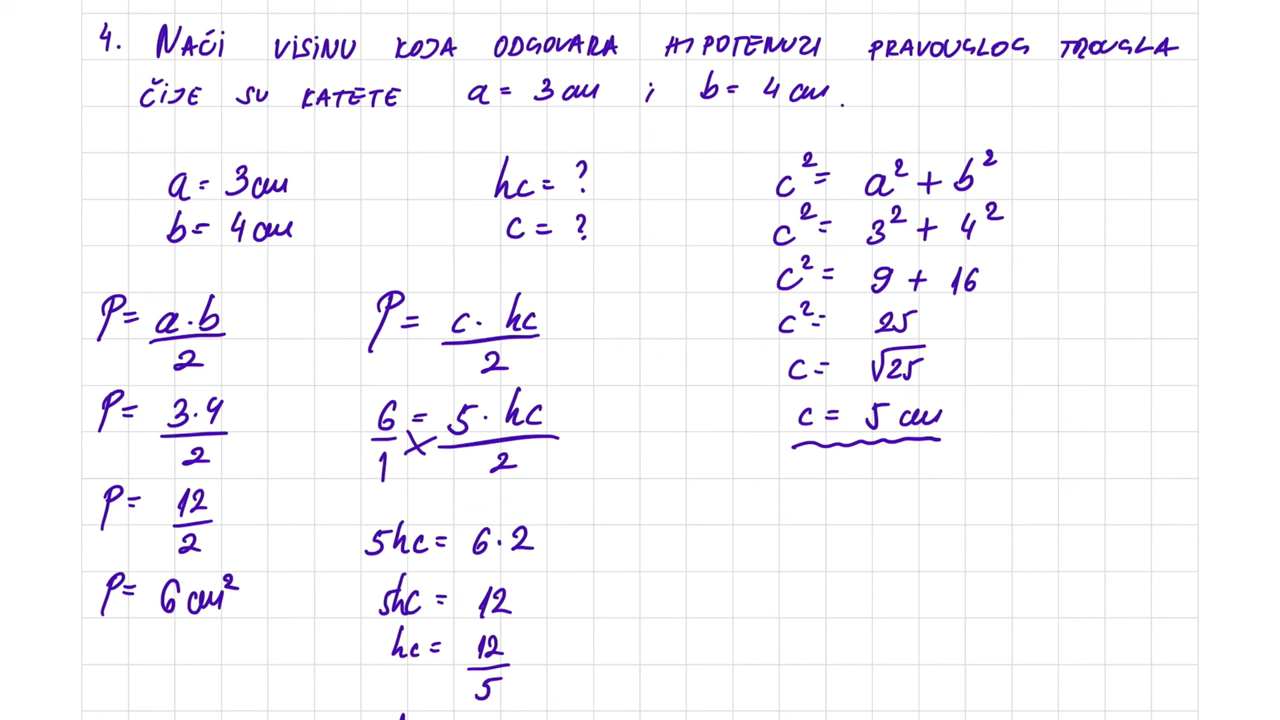 4. NAĆI VISINU KOJA ODGOVARA HIPOTENUZI PRAVOUGLOG TROUGLA
ČIJE SU KATETE a = 3 cm i b = 4 cm.
a = 3 cm
b = 4 cm
hc = ?
c = ?
c² = a² + b²
c² = 3² + 4²
c² = 9 + 16
c² = 25
c = √25
c = 5 cm
P = a·b/2
P = 3·4/2
P = 12/2
P = 6 cm²
P = c·hc/2
6/1 = 5·hc/2
5hc = 6·2
5hc = 12
hc = 12/5